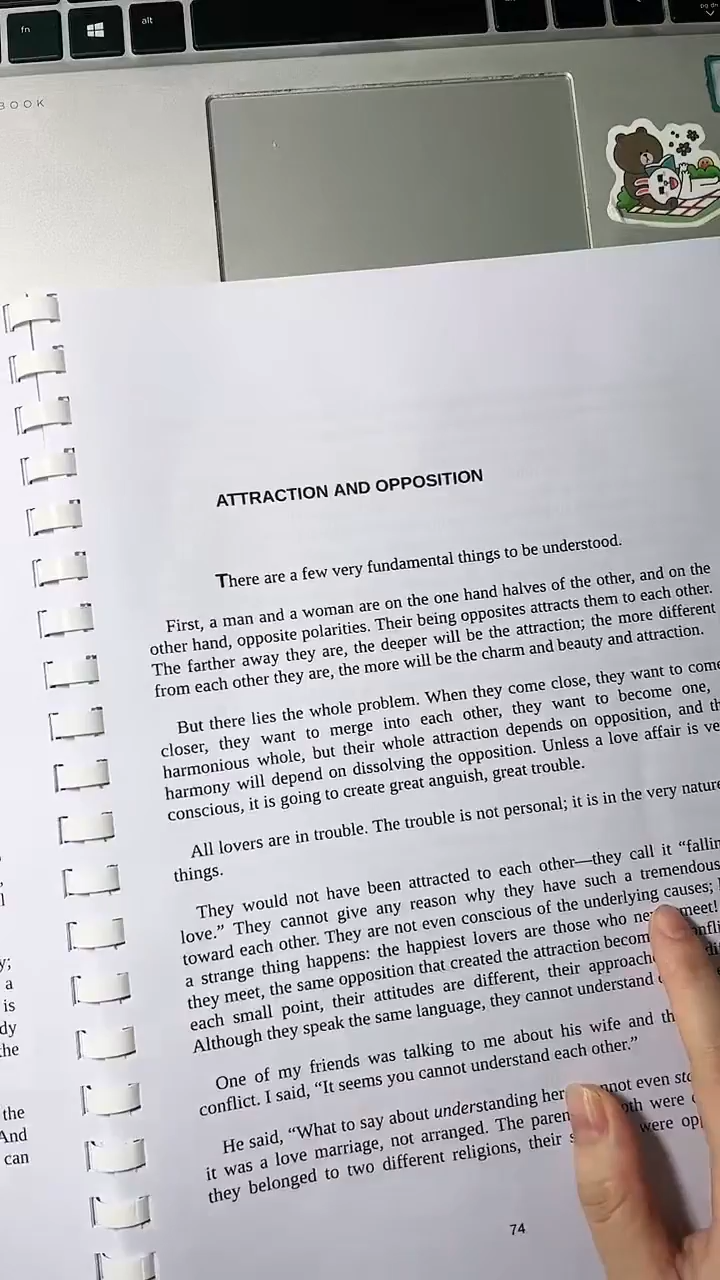 fn
alt
pg dn
BOOK
ATTRACTION AND OPPOSITION
There are a few very fundamental things to be understood.
First, a man and a woman are on the one hand halves of the other, and on the
other hand, opposite polarities. Their being opposites attracts them to each other.
The farther away they are, the deeper will be the attraction; the more different
from each other they are, the more will be the charm and beauty and attraction.
But there lies the whole problem. When they come close, they want to come
closer, they want to merge into each other, they want to become one,
harmonious whole, but their whole attraction depends on opposition, and
harmony will depend on dissolving the opposition. Unless a love affair is
conscious, it is going to create great anguish, great trouble.
All lovers are in trouble. The trouble is not personal; it is in the very nature
things.
They would not have been attracted to each other—they call it “
love.” They cannot give any reason why they have such a tremendous
toward each other. They are not even conscious of the underlying causes;
a strange thing happens: the happiest lovers are those who meet!
they meet, the same opposition that created the attraction
each small point, their attitudes are different, their
Although they speak the same language, they cannot understand
One of my friends was talking to me about his wife and
conflict. I said, “It seems you cannot understand each other.”
He said, “What to say about understanding even
it was a love marriage, not arranged. The were
they belonged to two different religions, their were
74
y;
a
is
dy
the
the
And
can